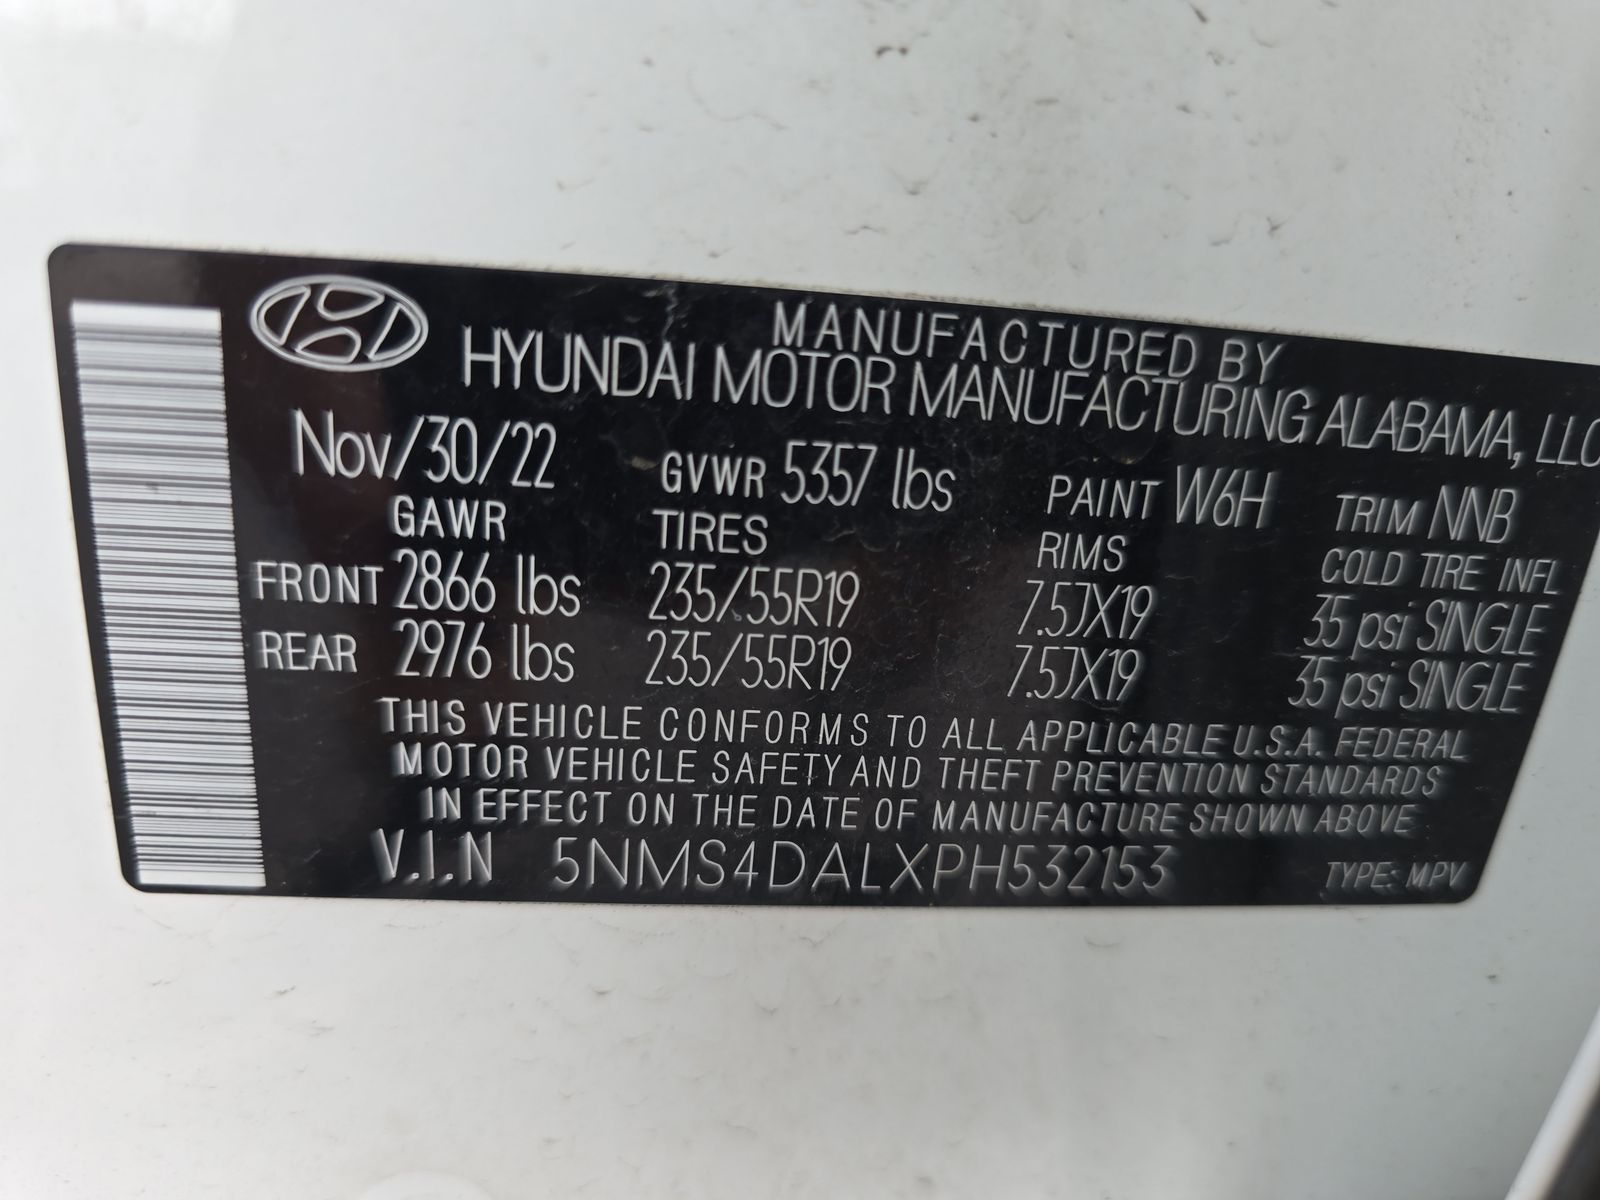 MANUFACTURED BY
HYUNDAI MOTOR MANUFACTURING ALABAMA, LLC
Nov/30/22 GVWR 5357 lbs PAINT W6H TRIM NNB
GAWR TIRES RIMS COLD TIRE INFL
FRONT 2866 lbs 235/55R19 7.5JX19 35 psi SINGLE
REAR 2976 lbs 235/55R19 7.5JX19 35 psi SINGLE
THIS VEHICLE CONFORMS TO ALL APPLICABLE U.S.A. FEDERAL
MOTOR VEHICLE SAFETY AND THEFT PREVENTION STANDARDS
IN EFFECT ON THE DATE OF MANUFACTURE SHOWN ABOVE
V.I.N 5NMS4DALXPH532153 TYPE: MPV